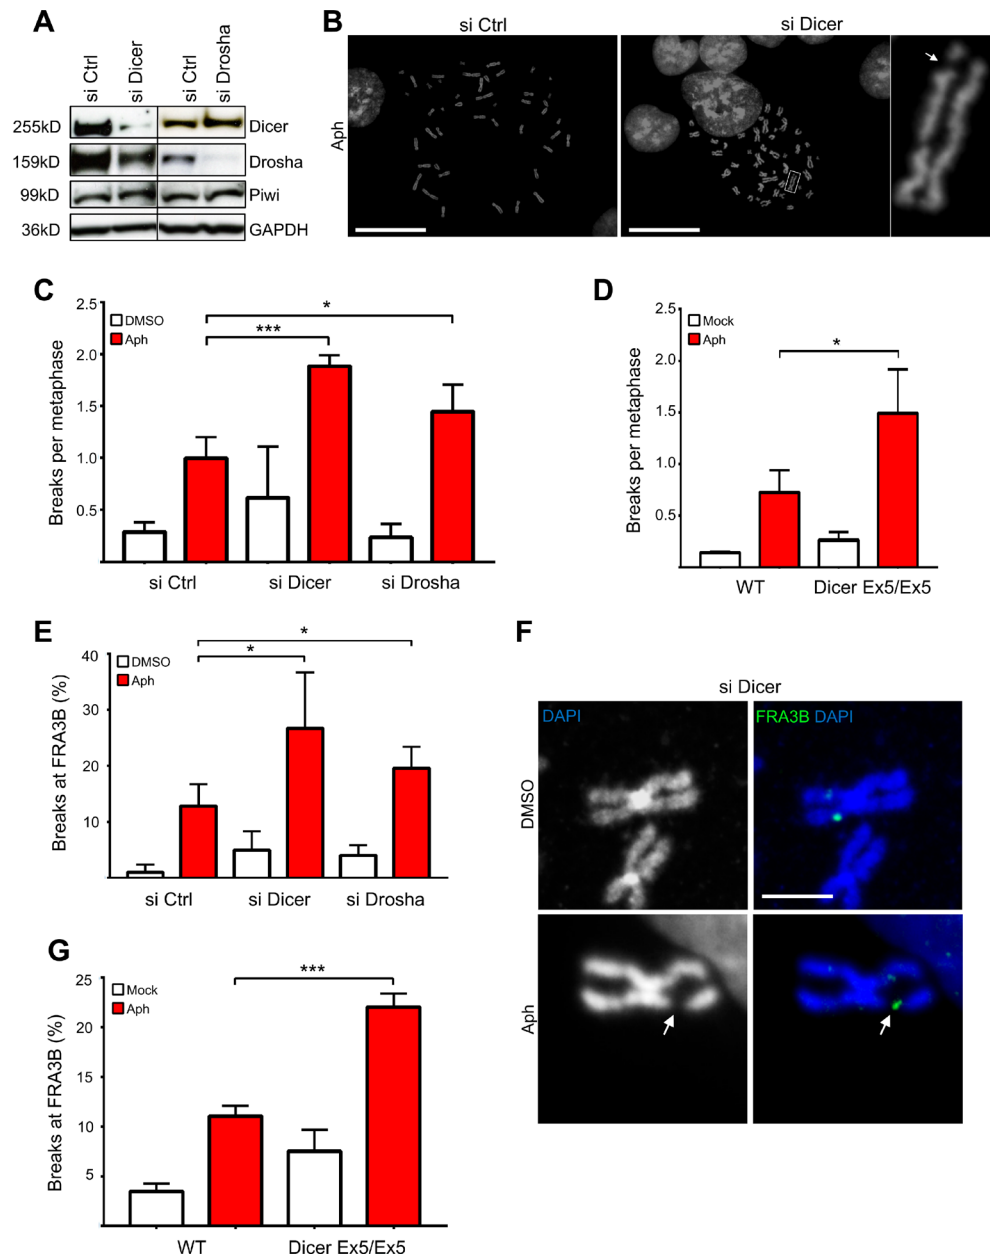 A
si Ctrl
si Dicer
si Ctrl
si Drosha
255kD
Dicer
159kD
Drosha
99kD
Piwi
36kD
GAPDH
B
si Ctrl
si Dicer
Aph
C
DMSO
Aph
Breaks per metaphase
2.5
2.0
1.5
1.0
0.5
***
*
si Ctrl
si Dicer
si Drosha
D
Mock
Aph
Breaks per metaphase
2.5
2.0
1.5
1.0
0.5
*
WT
Dicer Ex5/Ex5
E
DMSO
Aph
Breaks at FRA3B (%)
40
30
20
10
*
*
si Ctrl
si Dicer
si Drosha
F
si Dicer
DAPI
FRA3B DAPI
DMSO
Aph
G
Mock
Aph
Breaks at FRA3B (%)
25
20
15
10
5
***
WT
Dicer Ex5/Ex5